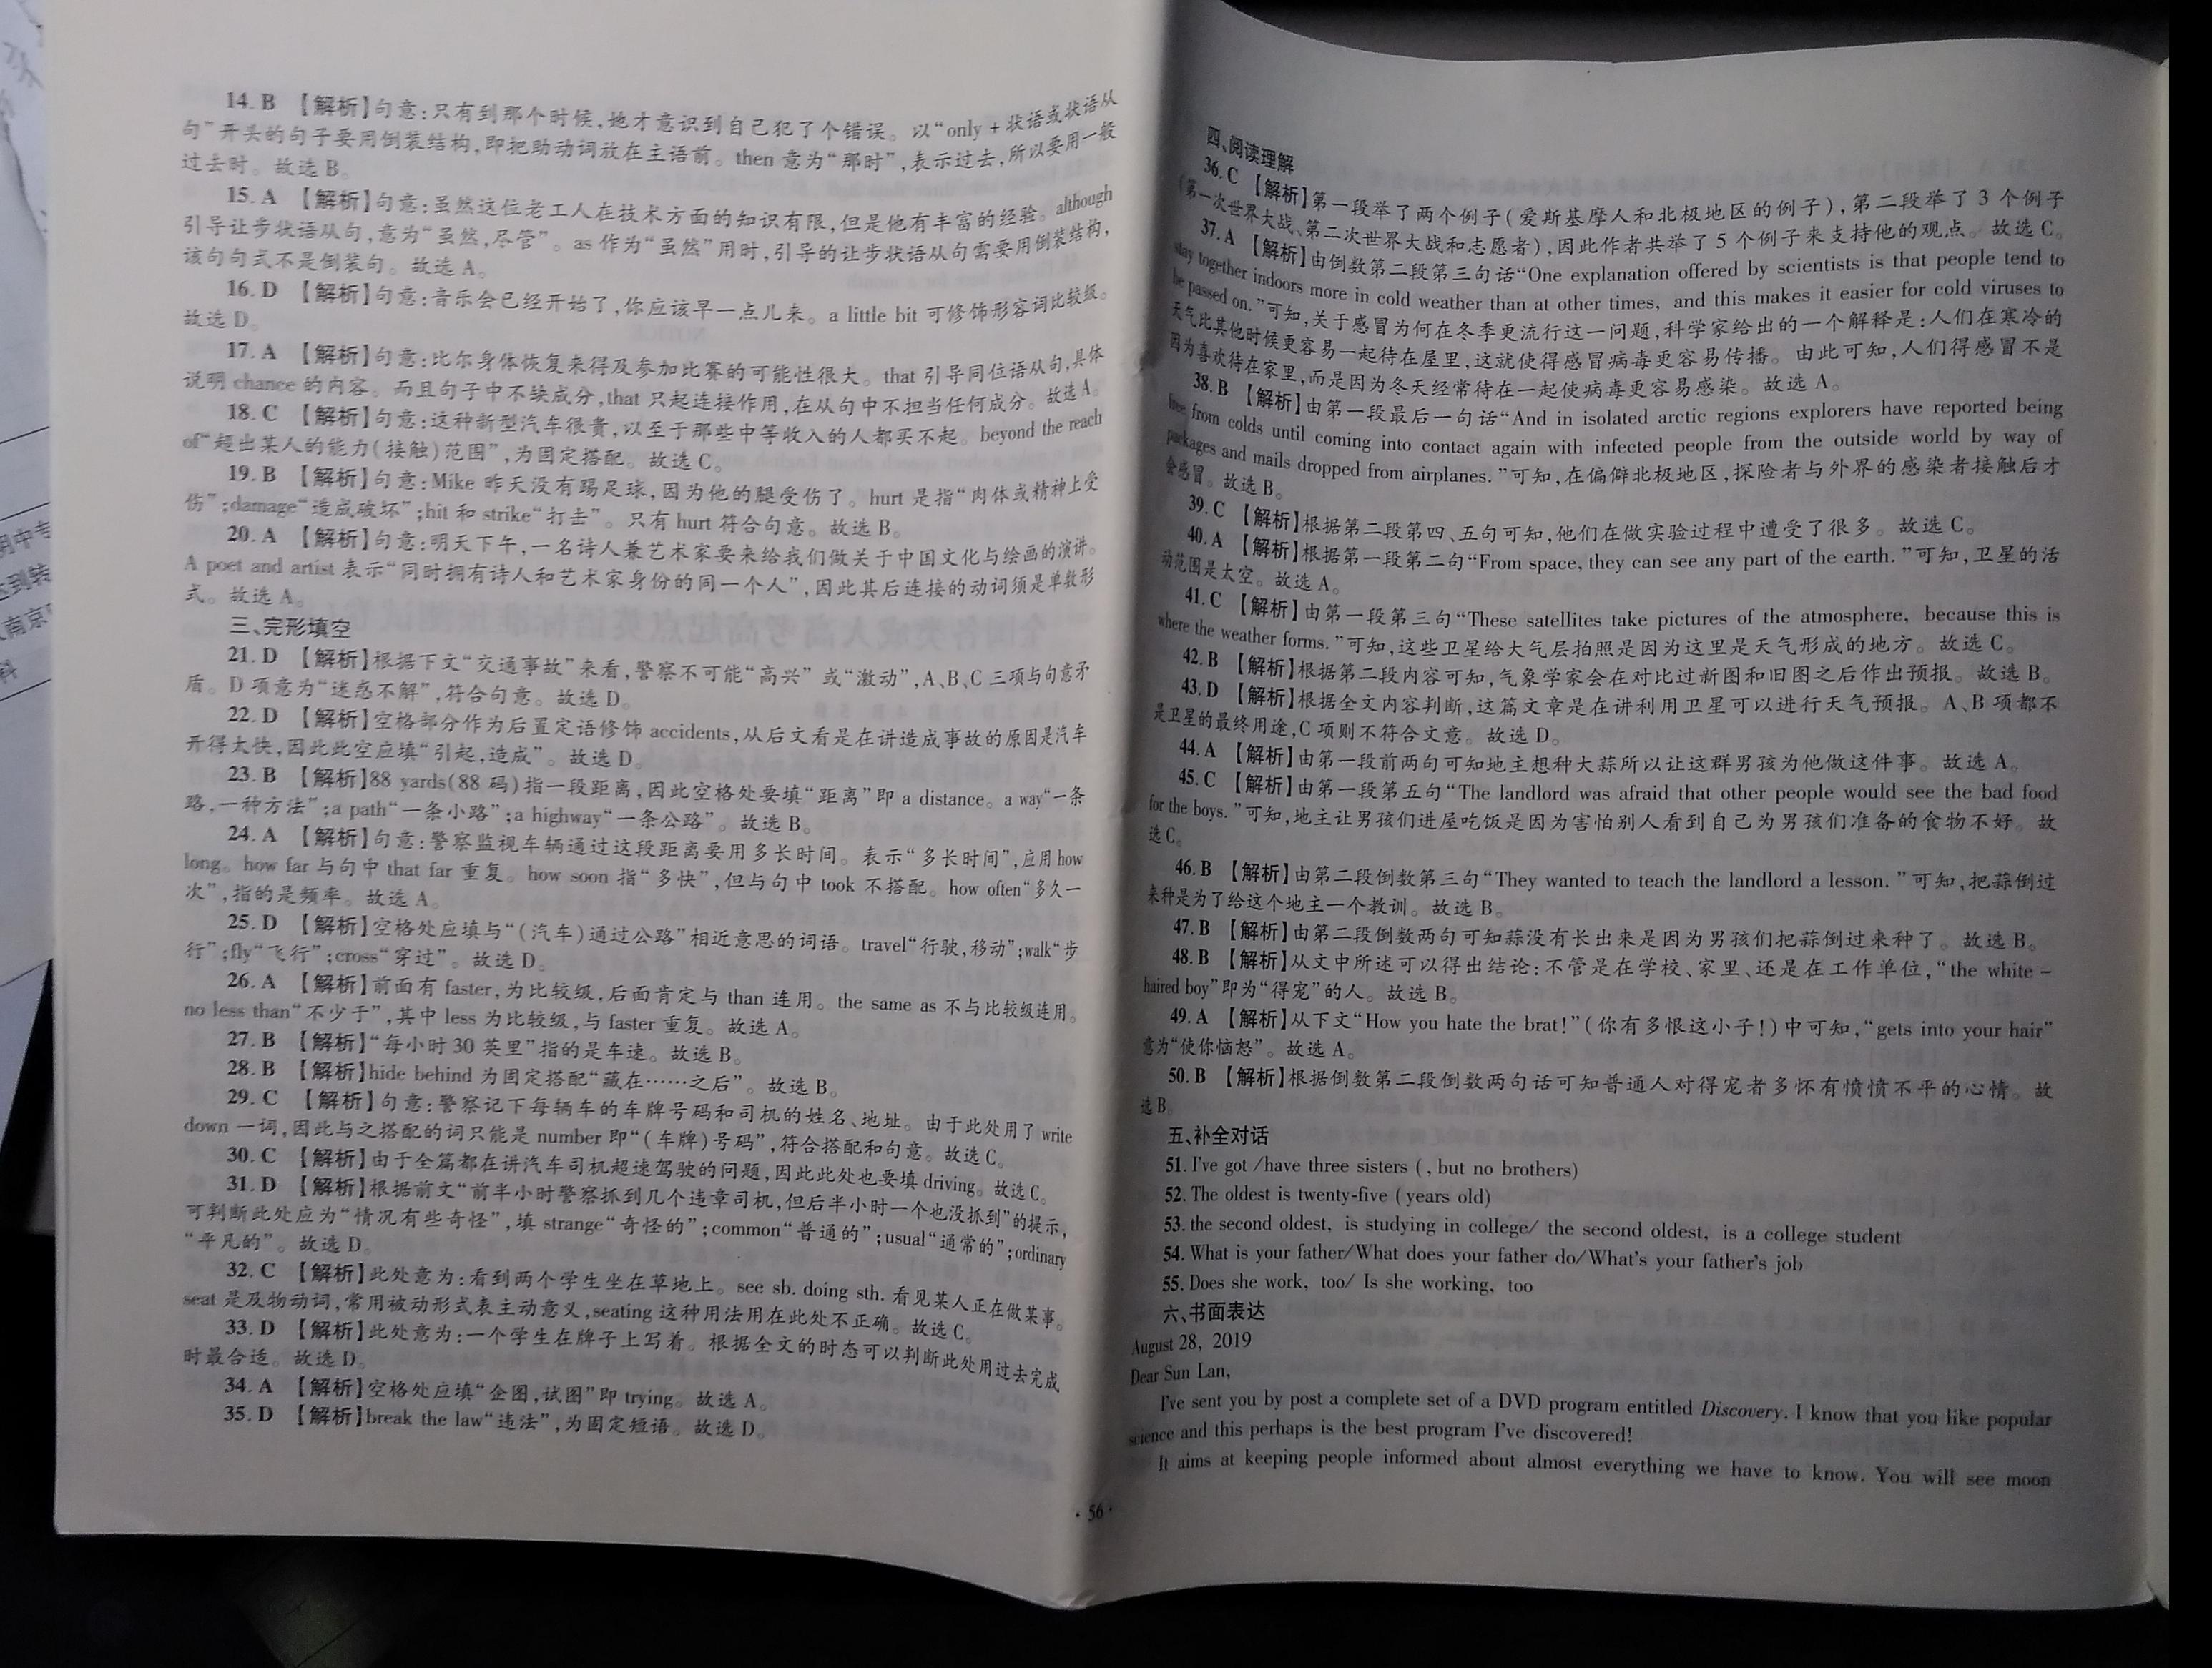 14. B 【解析】句意:只有到那个时候,她才意识到自己犯了个错误。以“only + 状语或状语从
句”开头的句子要用倒装结构,即把助动词放在主语前。then 意为“那时”,表示过去,所以要用一般
过去时。故选 B。
15. A 【解析】句意:虽然这位老工人在技术方面的知识有限,但是他有丰富的经验。although
引导让步状语从句,意为“虽然,尽管”。as 作为“虽然”用时,引导的让步状语从句需要用倒装结构,
该句句式不是倒装句。故选 A。
16. D 【解析】句意:音乐会已经开始了,你应该早一点儿来。a little bit 可修饰形容词比较级。
故选 D。
17. A 【解析】句意:比尔身体恢复来得及参加比赛的可能性很大。that 引导同位语从句,具体
说明 chance 的内容。而且句子中不缺成分,that 只起连接作用,在从句中不担当任何成分。故选 A。
18. C 【解析】句意:这种新型汽车很贵,以至于那些中等收入的人都买不起。beyond the reach
of“超出某人的能力(接触)范围”,为固定搭配。故选 C。
19. B 【解析】句意:Mike 昨天没有踢足球,因为他的腿受伤了。hurt 是指“肉体或精神上受
伤”;damage“造成破坏”;hit 和 strike“打击”。只有 hurt 符合句意。故选 B。
20. A 【解析】句意:明天下午,一名诗人兼艺术家要来给我们做关于中国文化与绘画的演讲。
A poet and artist 表示“同时拥有诗人和艺术家身份的同一个人”,因此其后连接的动词须是单数形
式。故选 A。
三、完形填空
21. D 【解析】根据下文“交通事故”来看,警察不可能“高兴”或“激动”,A、B、C 三项与句意矛
盾。D 项意为“迷惑不解”,符合句意。故选 D。
22. D 【解析】空格部分作为后置定语修饰 accidents,从后文看是在讲造成事故的原因是汽车
开得太快,因此此空应填“引起,造成”。故选 D。
23. B 【解析】88 yards(88 码)指一段距离,因此空格处要填“距离”即 a distance。a way“一条
路,一种方法”;a path“一条小路”;a highway“一条公路”。故选 B。
24. A 【解析】句意:警察监视车辆通过这段距离要用多长时间。表示“多长时间”,应用 how
long。how far 与句中 that far 重复。how soon 指“多快”,但与句中 took 不搭配。how often“多久一
次”,指的是频率。故选 A。
25. D 【解析】空格处应填与“(汽车)通过公路”相近意思的词语。travel“行驶,移动”;walk“步
行”;fly“飞行”;cross“穿过”。故选 D。
26. A 【解析】前面有 faster,为比较级,后面肯定与 than 连用。the same as 不与比较级连用。
no less than“不少于”,其中 less 为比较级,与 faster 重复。故选 A。
27. B 【解析】“每小时 30 英里”指的是车速。故选 B。
28. B 【解析】hide behind 为固定搭配“藏在……之后”。故选 B。
29. C 【解析】句意:警察记下每辆车的车牌号码和司机的姓名、地址。由于此处用了 write
down 一词,因此与之搭配的词只能是 number 即“(车牌)号码”,符合搭配和句意。故选 C。
30. C 【解析】由于全篇都在讲汽车司机超速驾驶的问题,因此此处也要填 driving。故选 C。
31. D 【解析】根据前文“前半小时警察抓到几个违章司机,但后半小时一个也没抓到”的提示,
可判断此处应为“情况有些奇怪”,填 strange“奇怪的”;common“普通的”;usual“通常的”;ordinary
“平凡的”。故选 D。
32. C 【解析】此处意为:看到两个学生坐在草地上。see sb. doing sth. 看见某人正在做某事。
seat 是及物动词,常用被动形式表主动意义,seating 这种用法用在此处不正确。故选 C。
33. D 【解析】此处意为:一个学生在牌子上写着。根据全文的时态可以判断此处用过去完成
时最合适。故选 D。
34. A 【解析】空格处应填“企图,试图”即 trying。故选 A。
35. D 【解析】break the law“违法”,为固定短语。故选 D。
四、阅读理解
36. C 【解析】第一段举了两个例子(爱斯基摩人和北极地区的例子),第二段举了 3 个例子
(第一次世界大战、第二次世界大战和志愿者),因此作者共举了 5 个例子来支持他的观点。故选 C。
37. A 【解析】由倒数第二段第三句话“One explanation offered by scientists is that people tend to
stay together indoors more in cold weather than at other times, and this makes it easier for cold viruses to
be passed on.”可知,关于感冒为何在冬季更流行这一问题,科学家给出的一个解释是:人们在寒冷的
天气比其他时候更容易一起待在屋里,这就使得感冒病毒更容易传播。由此可知,人们得感冒不是
因为喜欢待在家里,而是因为冬天经常待在一起使病毒更容易感染。故选 A。
38. B 【解析】由第一段最后一句话“And in isolated arctic regions explorers have reported being
free from colds until coming into contact again with infected people from the outside world by way of
packages and mails dropped from airplanes.”可知,在偏僻北极地区,探险者与外界的感染者接触后才
会感冒。故选 B。
39. C 【解析】根据第二段第四、五句可知,他们在做实验过程中遭受了很多。故选 C。
40. A 【解析】根据第一段第二句“From space, they can see any part of the earth.”可知,卫星的活
动范围是太空。故选 A。
41. C 【解析】由第一段第三句“These satellites take pictures of the atmosphere, because this is
where the weather forms.”可知,这些卫星给大气层拍照是因为这里是天气形成的地方。故选 C。
42. B 【解析】根据第二段内容可知,气象学家会在对比过新图和旧图之后作出预报。故选 B。
43. D 【解析】根据全文内容判断,这篇文章是在讲利用卫星可以进行天气预报。A、B 项都不
是卫星的最终用途,C 项则不符合文意。故选 D。
44. A 【解析】由第一段前两句可知地主想种大蒜所以让这群男孩为他做这件事。故选 A。
45. C 【解析】由第一段第五句“The landlord was afraid that other people would see the bad food
for the boys.”可知,地主让男孩们进屋吃饭是因为害怕别人看到自己为男孩们准备的食物不好。故
选 C。
46. B 【解析】由第二段倒数第三句“They wanted to teach the landlord a lesson.”可知,把蒜倒过
来种是为了给这个地主一个教训。故选 B。
47. B 【解析】由第二段倒数两句可知蒜没有长出来是因为男孩们把蒜倒过来种了。故选 B。
48. B 【解析】从文中所述可以得出结论:不管是在学校、家里、还是在工作单位,“the white –
haired boy”即为“得宠”的人。故选 B。
49. A 【解析】从下文“How you hate the brat!”(你有多恨这小子!)中可知,“gets into your hair”
意为“使你恼怒”。故选 A。
50. B 【解析】根据倒数第二段倒数两句话可知普通人对得宠者多怀有愤愤不平的心情。故
选 B。
五、补全对话
51. I've got /have three sisters ( , but no brothers)
52. The oldest is twenty-five ( years old)
53. the second oldest, is studying in college/ the second oldest, is a college student
54. What is your father/What does your father do/What's your father's job
55. Does she work, too/ Is she working, too
六、书面表达
August 28, 2019
Dear Sun Lan,
I've sent you by post a complete set of a DVD program entitled Discovery. I know that you like popular
science and this perhaps is the best program I've discovered!
It aims at keeping people informed about almost everything we have to know. You will see moon
· 56 ·